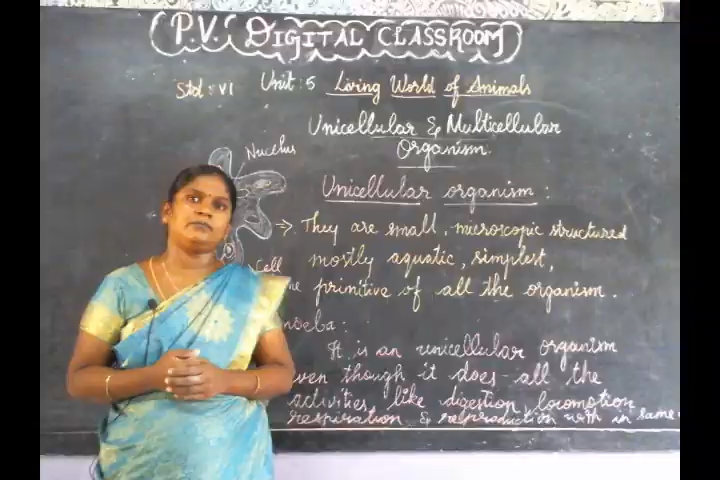 P.V. DIGITAL CLASSROOM
Std : VI Unit : 5 Living World of Animals
Unicellular & Multicellular
Organism.
Nucelus
Unicellular organism :
⇒ They are small, microscopic structured
mostly aquatic, simplest,
Cell
primitive of all the organism.
It is an unicellular organism
though it does all the
activities, like digestion, locomotion
respiration & reproduction with in same